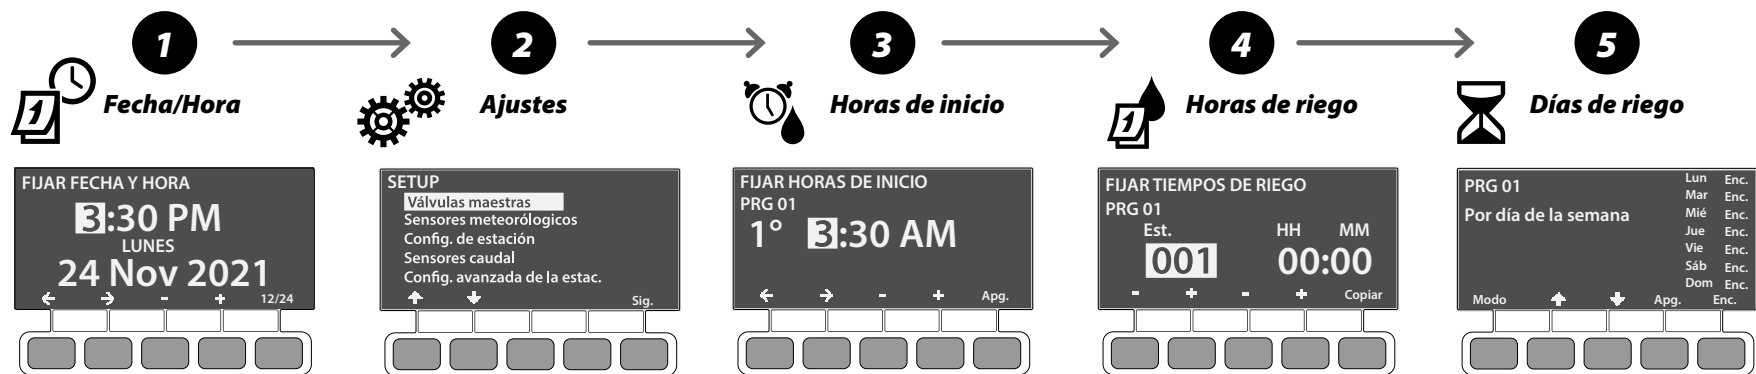 1
Fecha/Hora
FIJAR FECHA Y HORA
3:30 PM
LUNES
24 Nov 2021
← → - + 12/24
2
Ajustes
SETUP
Válvulas maestras
Sensores meteorólogicos
Config. de estación
Sensores caudal
Config. avanzada de la estac.
Sig.
3
Horas de inicio
FIJAR HORAS DE INICIO
PRG 01
1° 3:30 AM
← → - + Apg.
4
1
Horas de riego
FIJAR TIEMPOS DE RIEGO
PRG 01
Est. HH MM
001 00:00
- + - + Copiar
5
Días de riego
PRG 01
Por día de la semana
Lun Enc.
Mar Enc.
Mié Enc.
Jue Enc.
Vie Enc.
Sáb Enc.
Dom Enc.
Modo Apg. Enc.